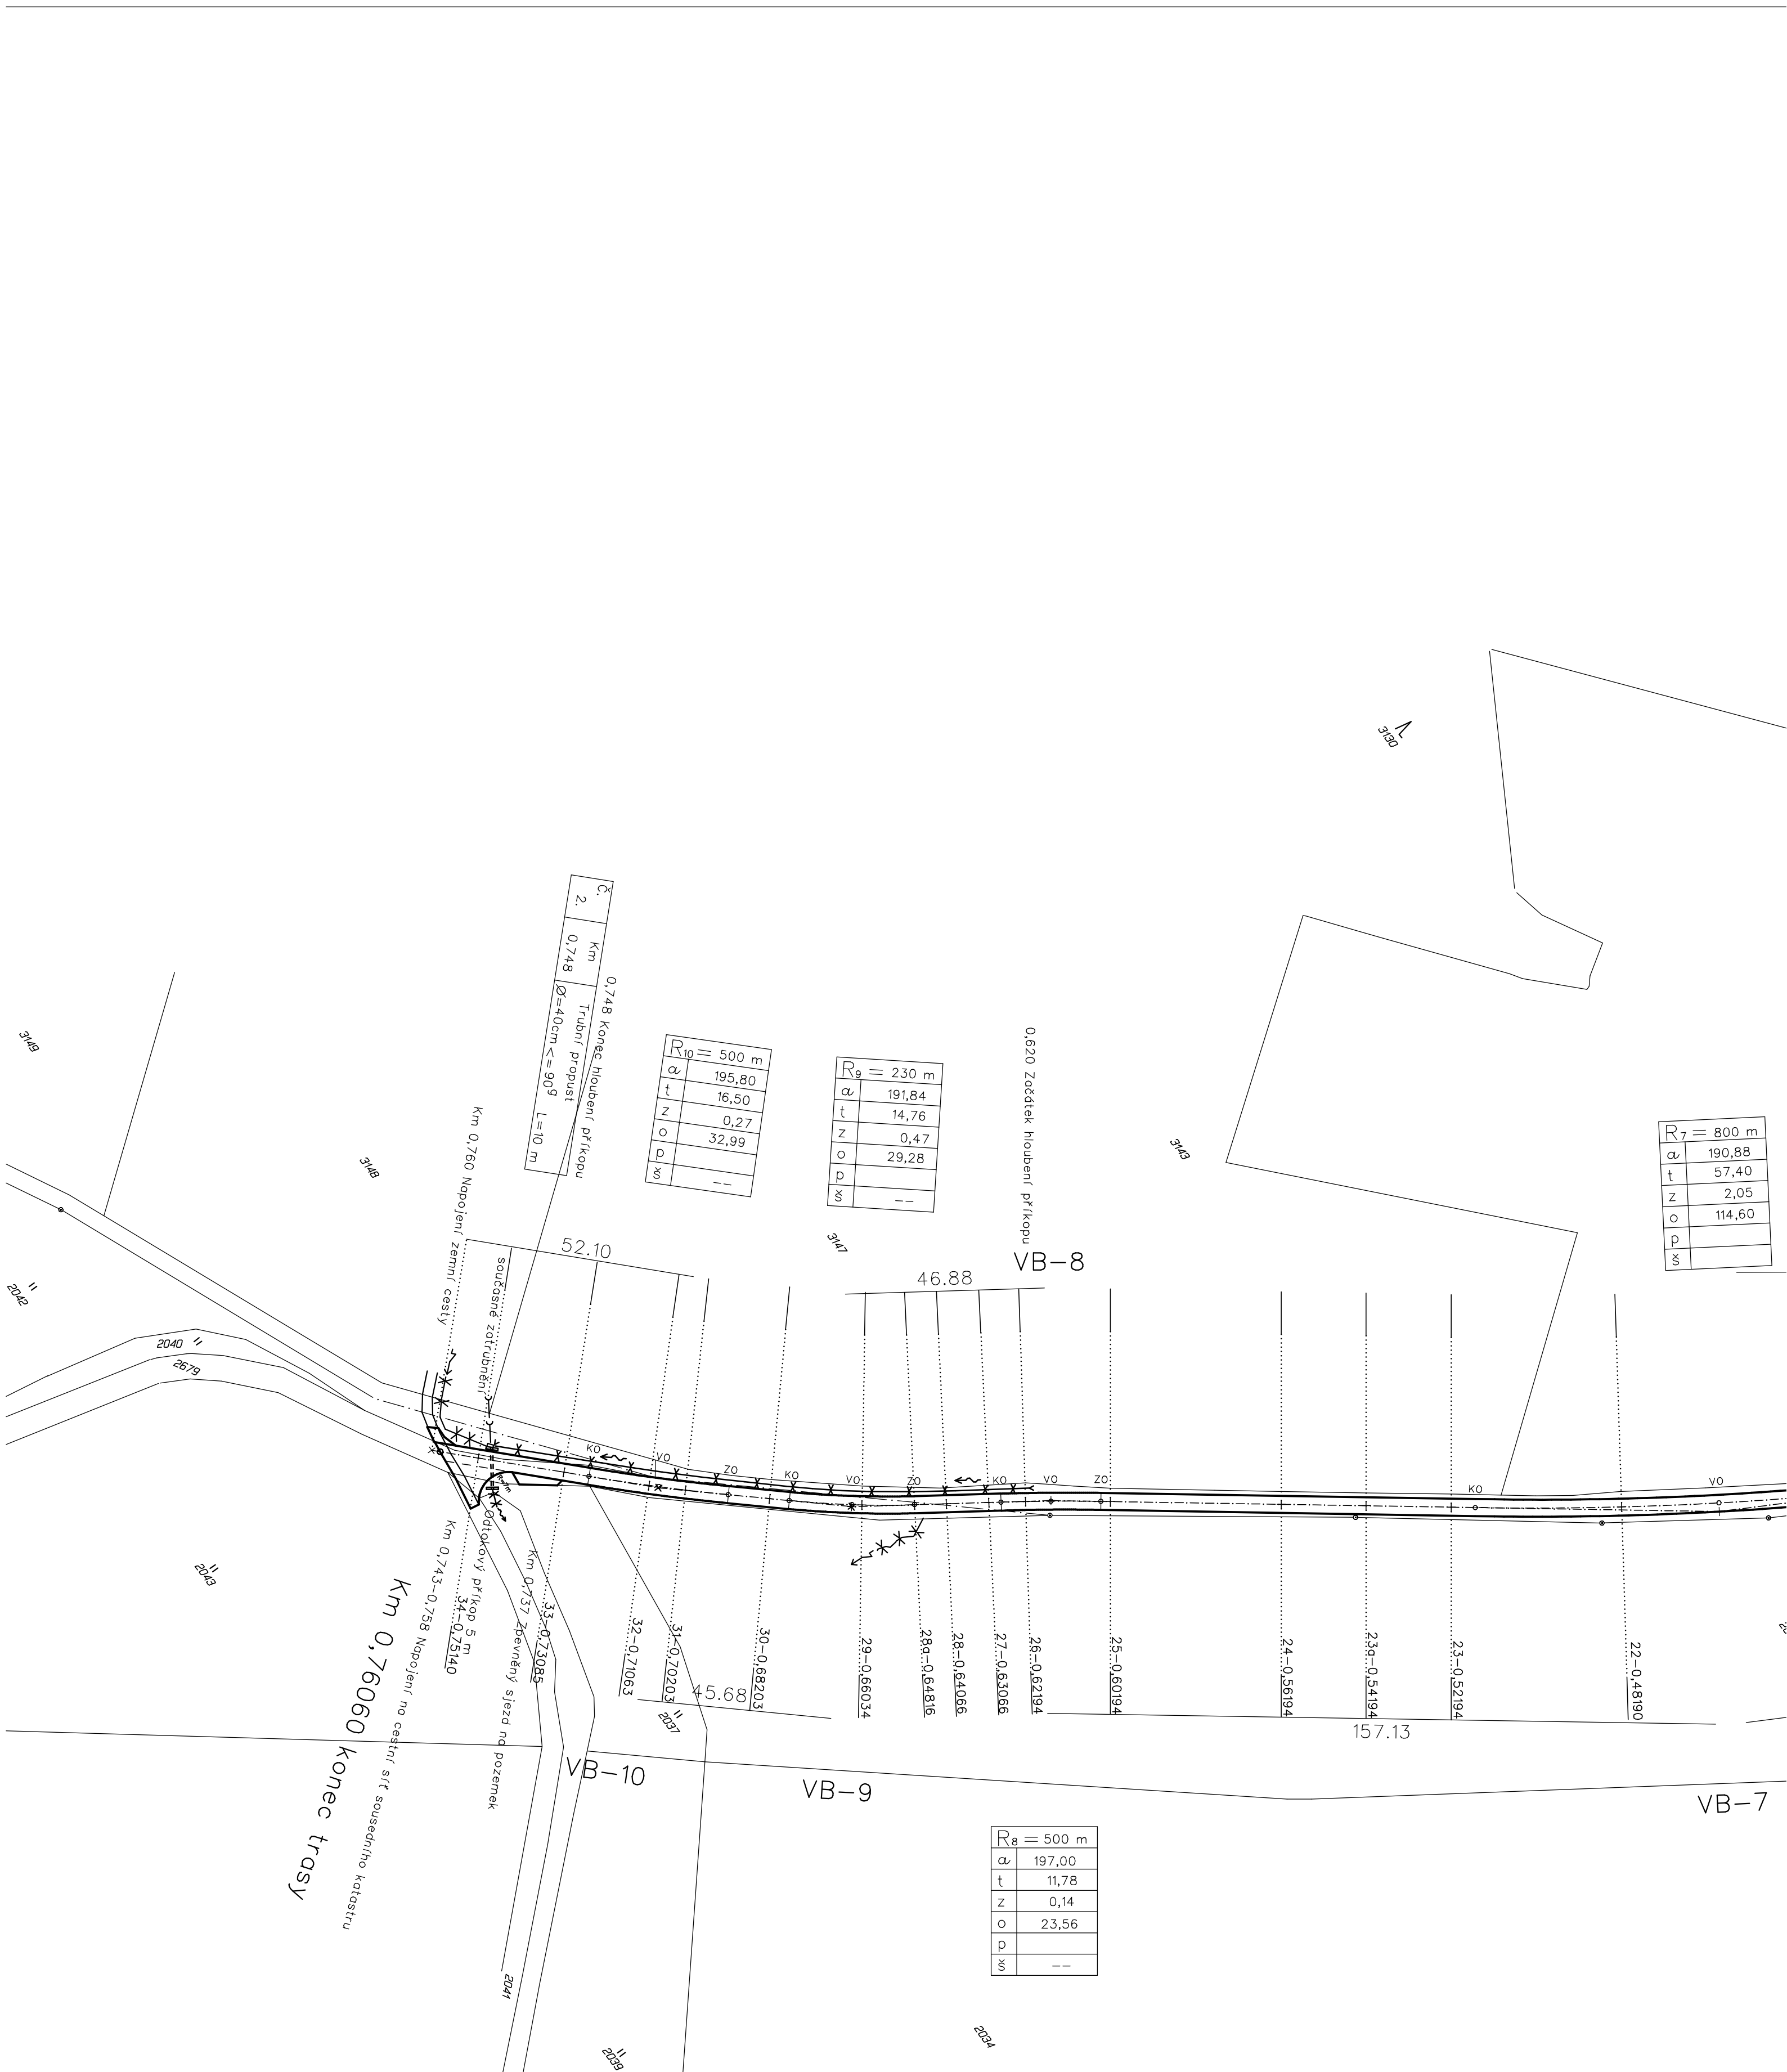 3130
Č. Km Trubní propust
2. 0,748 Ø=40cm <=90g L=10 m
0,748 Konec hloubení příkopu
R10 = 500 m
α 195,80
t 16,50
z 0,27
o 32,99
p
š --
R9 = 230 m
α 191,84
t 14,76
z 0,47
o 29,28
p
š --
0,620 Začátek hloubení příkopu
R7 = 800 m
α 190,88
t 57,40
z 2,05
o 114,60
p
š
3149
3148
3143
3147
Km 0,760 Napojení zemní cesty
současné zatrubnění
52.10
46.88
VB-8
2042
2040
2679
KO
VO
ZO
KO
VO
ZO
KO
VO
ZO
KO
VO
2043
Odtokový příkop 5 m
34-0,75140
33-0,73085
32-0,71063
31-0,70203
30-0,68203
29-0,66034
28a-0,64816
28-0,64066
27-0,63066
26-0,62194
25-0,60194
24-0,56194
23a-0,54194
23-0,52194
22-0,48190
Km 0,737 Zpevněný sjezd na pozemek
Km 0,743-0,758 Napojení na cestní síť sousedního katastru
Km 0,76060 konec trasy
45.68
157.13
2037
VB-10
VB-9
VB-7
R8 = 500 m
α 197,00
t 11,78
z 0,14
o 23,56
p
š --
2041
2034
2039